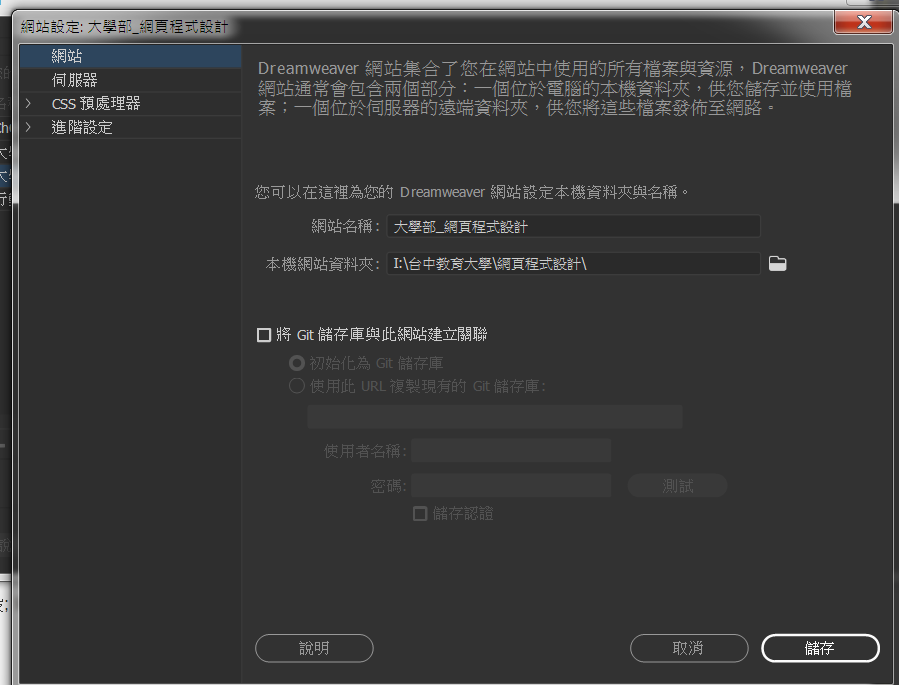 網站設定: 大學部_網頁程式設計
網站
伺服器
CSS 預處理器
進階設定
Dreamweaver 網站集合了您在網站中使用的所有檔案與資源，Dreamweaver
網站通常會包含兩個部分：一個位於電腦的本機資料夾，供您儲存並使用檔
案；一個位於伺服器的遠端資料夾，供您將這些檔案發佈至網路。
您可以在這裡為您的 Dreamweaver 網站設定本機資料夾與名稱。
網站名稱: 大學部_網頁程式設計
本機網站資料夾: I:\台中教育大學\網頁程式設計\
將 Git 儲存庫與此網站建立關聯
初始化為 Git 儲存庫
使用此 URL 複製現有的 Git 儲存庫:
使用者名稱:
密碼:
測試
儲存認證
說明
取消
儲存